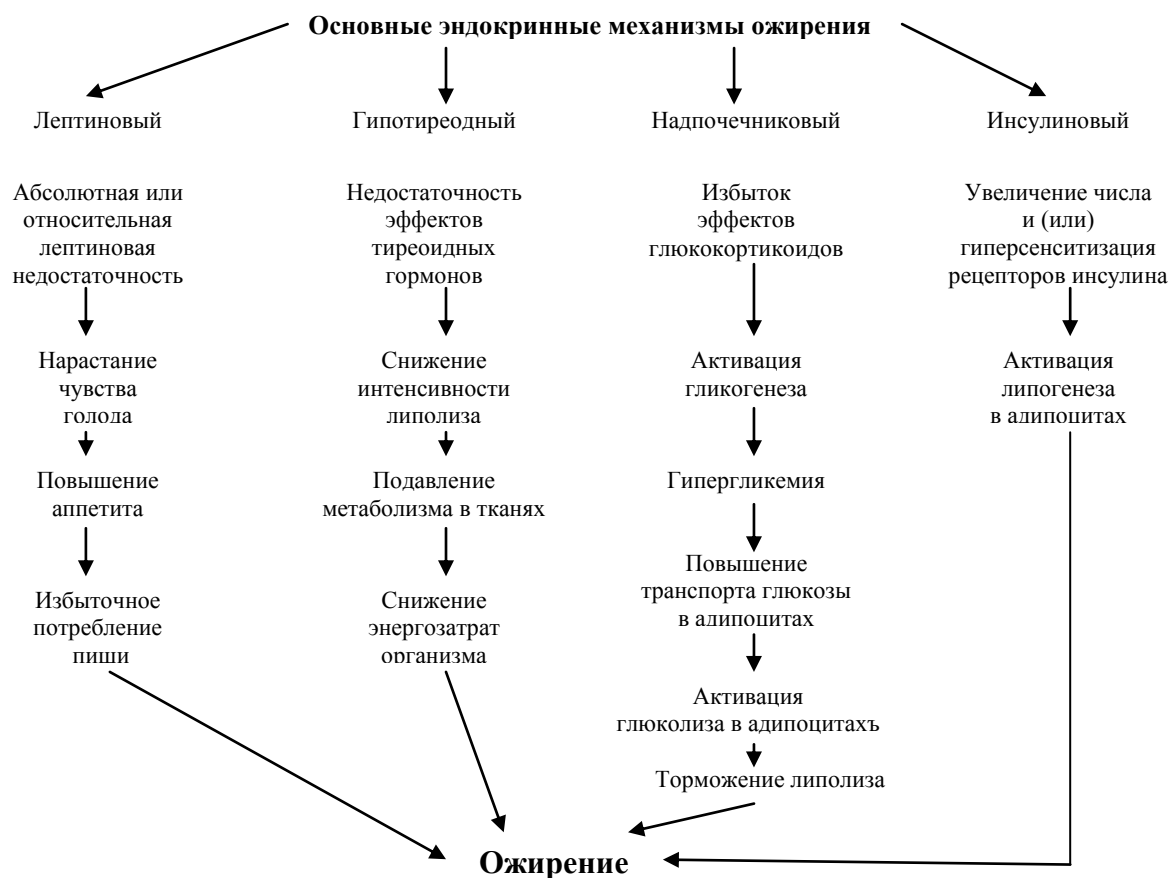 Основные эндокринные механизмы ожирения
Лептиновый
Абсолютная или
относительная
лептиновая
недостаточность
Нарастание
чувства
голода
Повышение
аппетита
Избыточное
потребление
пиши
Гипотиреодный
Недостаточность
эффектов
тиреоидных
гормонов
Снижение
интенсивности
липолиза
Подавление
метаболизма в тканях
Снижение
энергозатрат
организма
Надпочечниковый
Избыток
эффектов
глюкокортикоидов
Активация
гликогенеза
Гипергликемия
Повышение
транспорта глюкозы
в адипоцитах
Активация
глюколиза в адипоцитахъ
Торможение липолиза
Инсулиновый
Увеличение числа
и (или)
гиперсенситизация
рецепторов инсулина
Активация
липогенеза
в адипоцитах
Ожирение